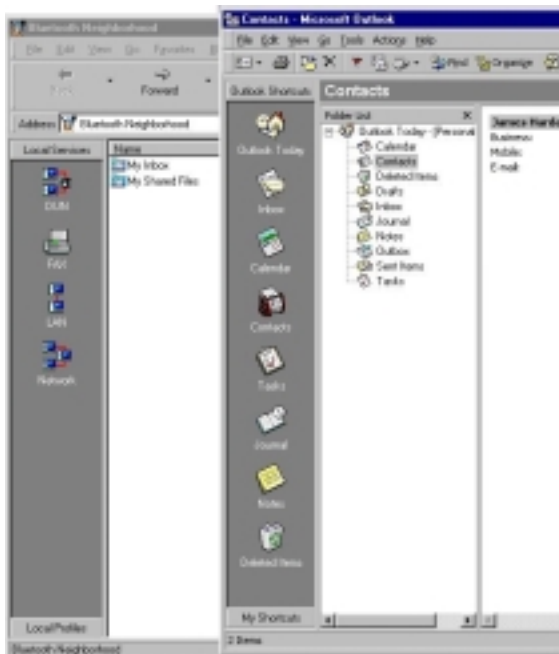 Bluetooth Neighborhood
File Edit View Go Favorites
Forward
Address Bluetooth Neighborhood
Local Services
DUN
FAX
LAN
Network
Local Profiles
Name
My Inbox
My Shared Files
Bluetooth Neighborhood
Contacts - Microsoft Outlook
File Edit View Go Tools Actions Help
Find Organize
Outlook Shortcuts
Contacts
Outlook Today
Inbox
Calendar
Contacts
Tasks
Journal
Notes
Deleted Items
My Shortcuts
Folder List
Outlook Today - [Personal
Calendar
Contacts
Deleted Items
Drafts
Inbox
Journal
Notes
Outbox
Sent Items
Tasks
Business:
Mobile:
E-mail:
2 Items